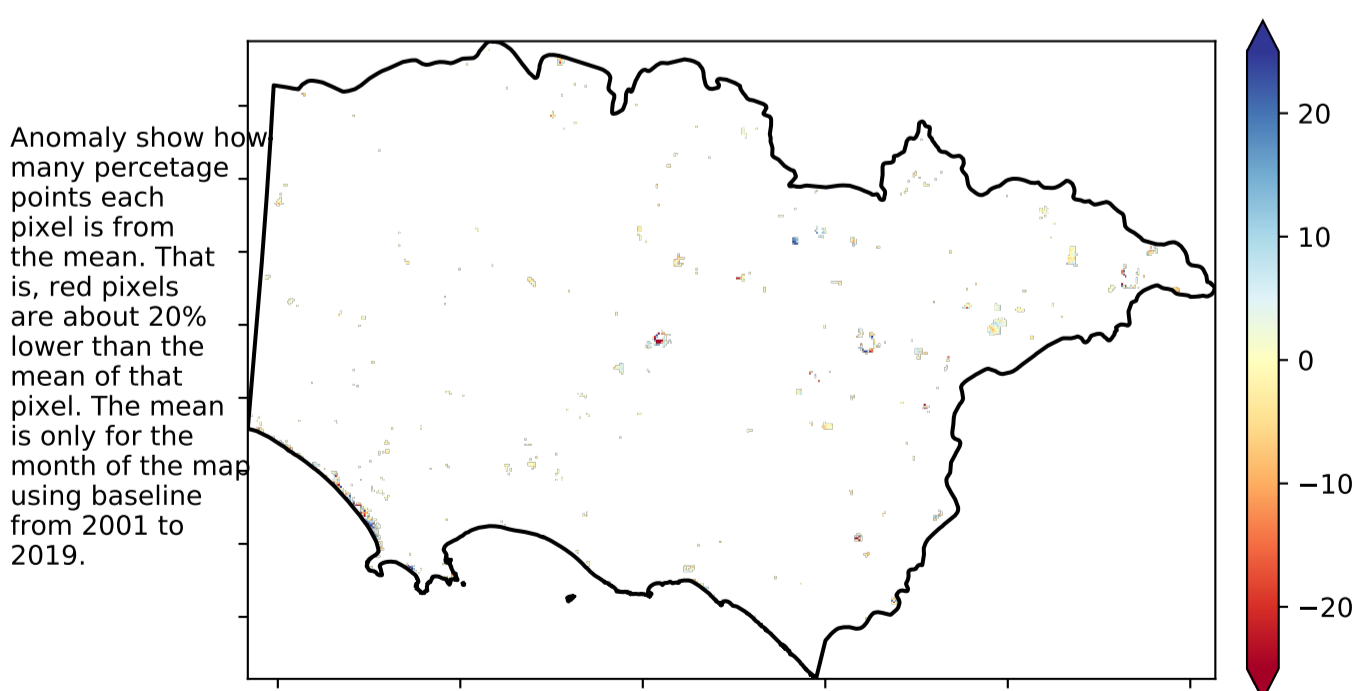 Anomaly show how
many percetage
points each
pixel is from
the mean. That
is, red pixels
are about 20%
lower than the
mean of that
pixel. The mean
is only for the
month of the map
using baseline
from 2001 to
2019.
20
10
0
−10
−20